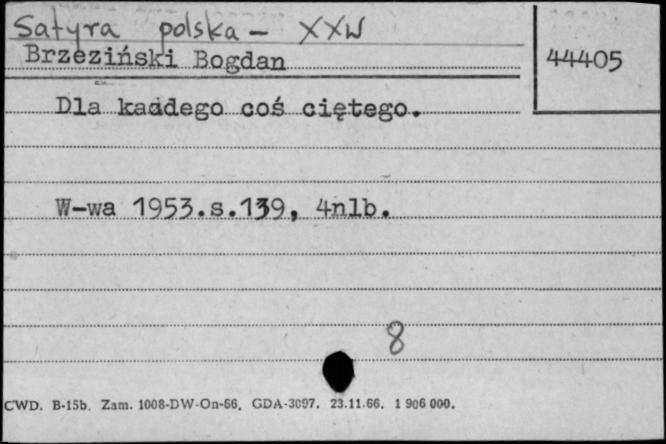 Satyra polska - XXW
Brzeziński Bogdan
44405
Dla kaădego coś ciętego.
W-wa 1953.s.139, 4nlb.
8
CWD. B-15b. Zam. 1008-DW-On-66. GDA-3097. 23.11.66. 1 906 000.